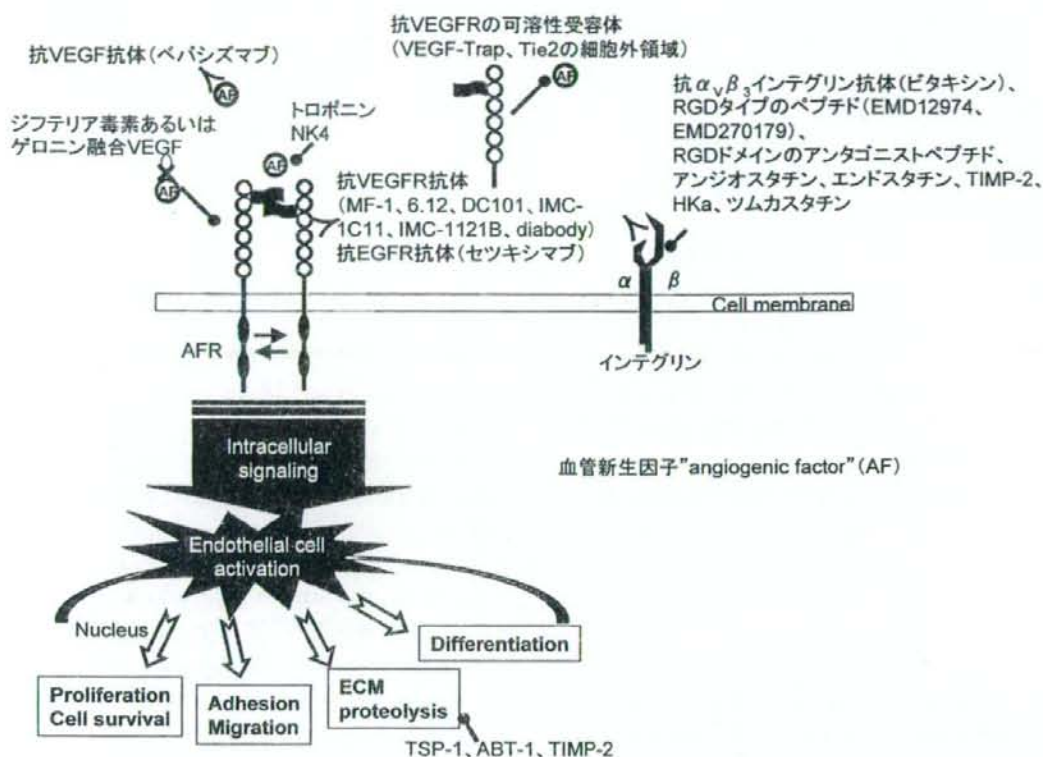 抗VEGF抗体（ベバシズマブ）
AF
ジフテリア毒素あるいは
ゲロニン融合VEGF
AF
トロポニン
NK4
AF
抗VEGFRの可溶性受容体
（VEGF-Trap、Tie2の細胞外領域）
AF
抗VEGFR抗体
（MF-1、6.12、DC101、IMC-
1C11、IMC-1121B、diabody）
抗EGFR抗体（セツキシマブ）
抗αvβ3インテグリン抗体（ビタキシン）、
RGDタイプのペプチド（EMD12974、
EMD270179）、
RGDドメインのアンタゴニストペプチド、
アンジオスタチン、エンドスタチン、TIMP-2、
HKa、ツムカスタチン
α β
Cell membrane
インテグリン
AFR
Intracellular
signaling
血管新生因子"angiogenic factor"（AF）
Endothelial cell
activation
Nucleus
Differentiation
Proliferation
Cell survival
Adhesion
Migration
ECM
proteolysis
TSP-1、ABT-1、TIMP-2